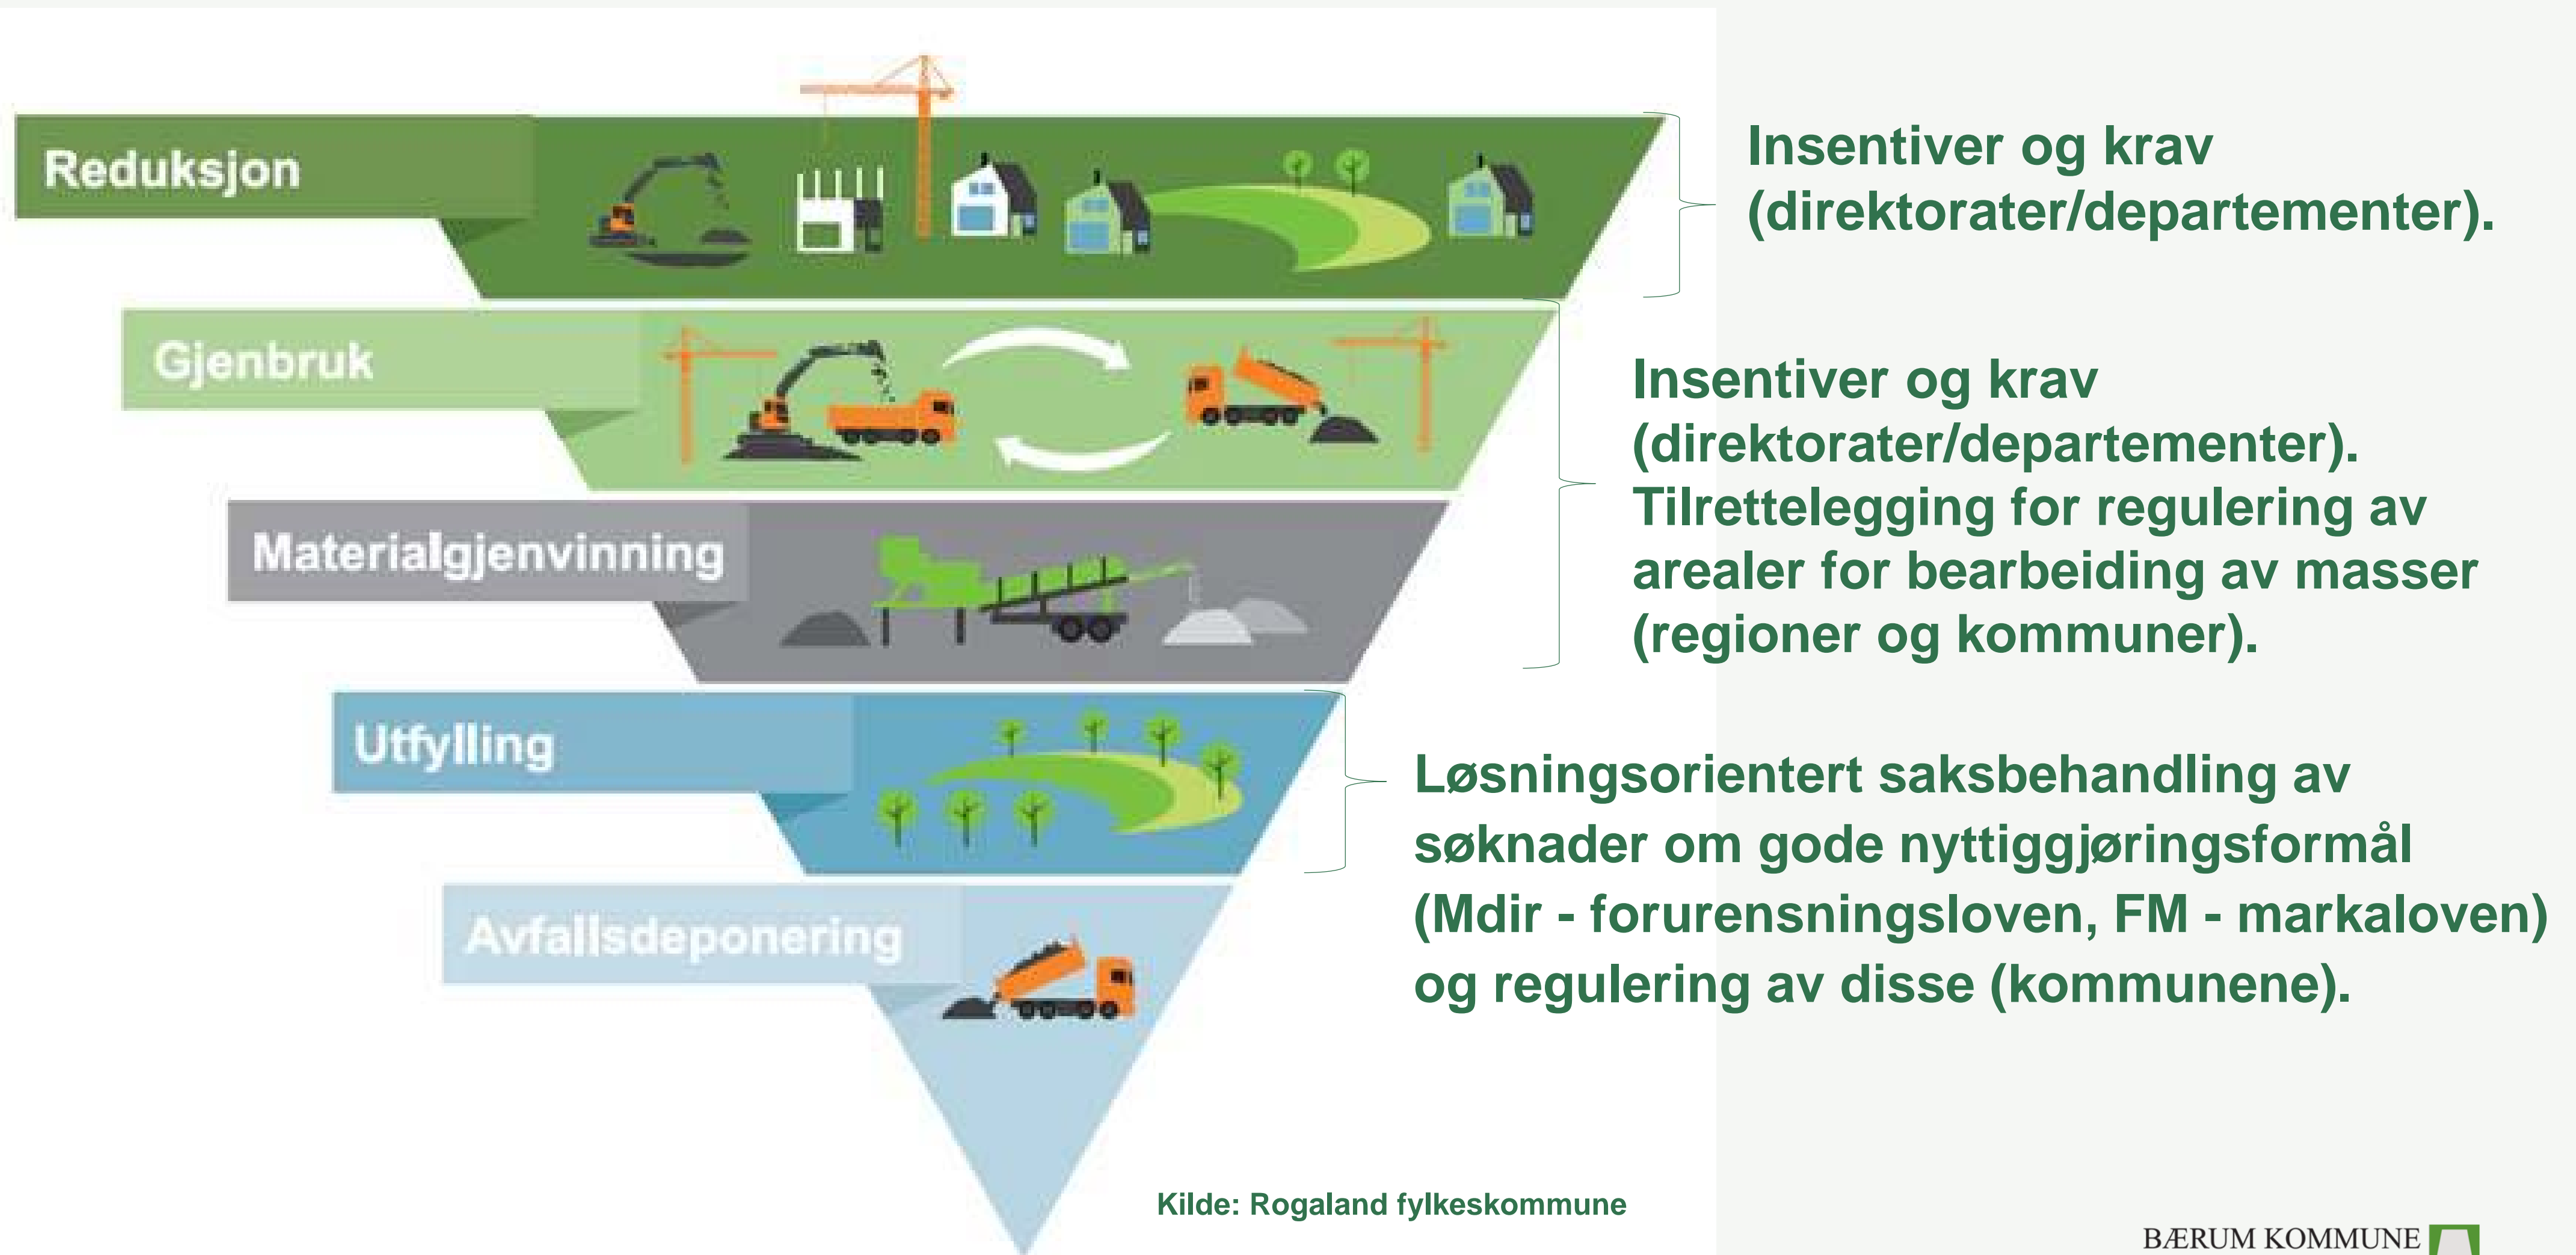 Reduksjon
Insentiver og krav
(direktorater/departementer).
Gjenbruk
Materialgjenvinning
Insentiver og krav
(direktorater/departementer).
Tilrettelegging for regulering av
arealer for bearbeiding av masser
(regioner og kommuner).
Utfylling
Avfallsdeponering
Løsningsorientert saksbehandling av
søknader om gode nyttiggjøringsformål
(Mdir - forurensningsloven, FM - markaloven)
og regulering av disse (kommunene).
Kilde: Rogaland fylkeskommune
BÆRUM KOMMUNE